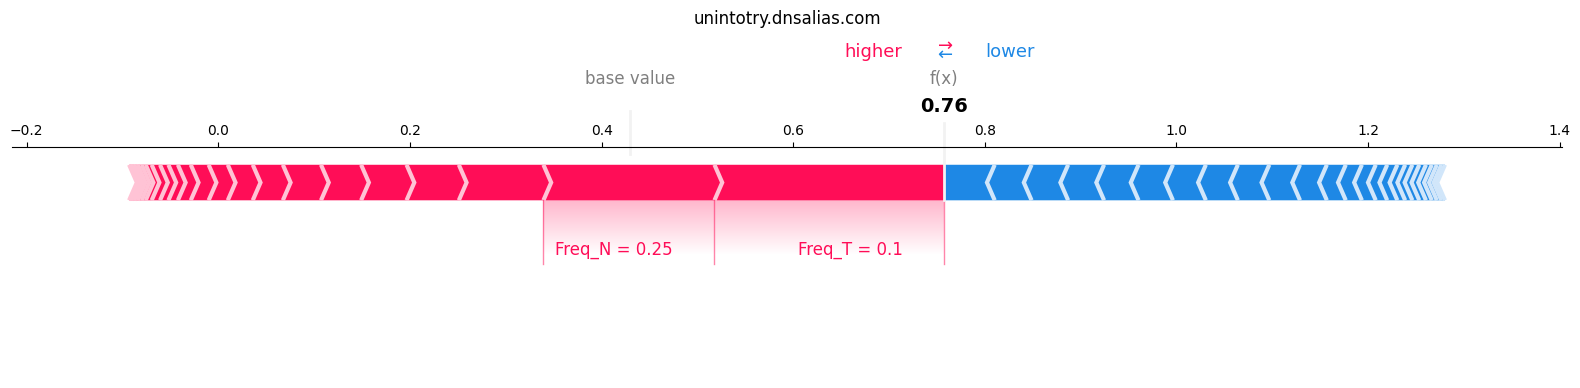 unintotry.dnsalias.com
higher → ← lower
base value f(x)
0.76
−0.2 0.0 0.2 0.4 0.6 0.8 1.0 1.2 1.4
Freq_N = 0.25 Freq_T = 0.1